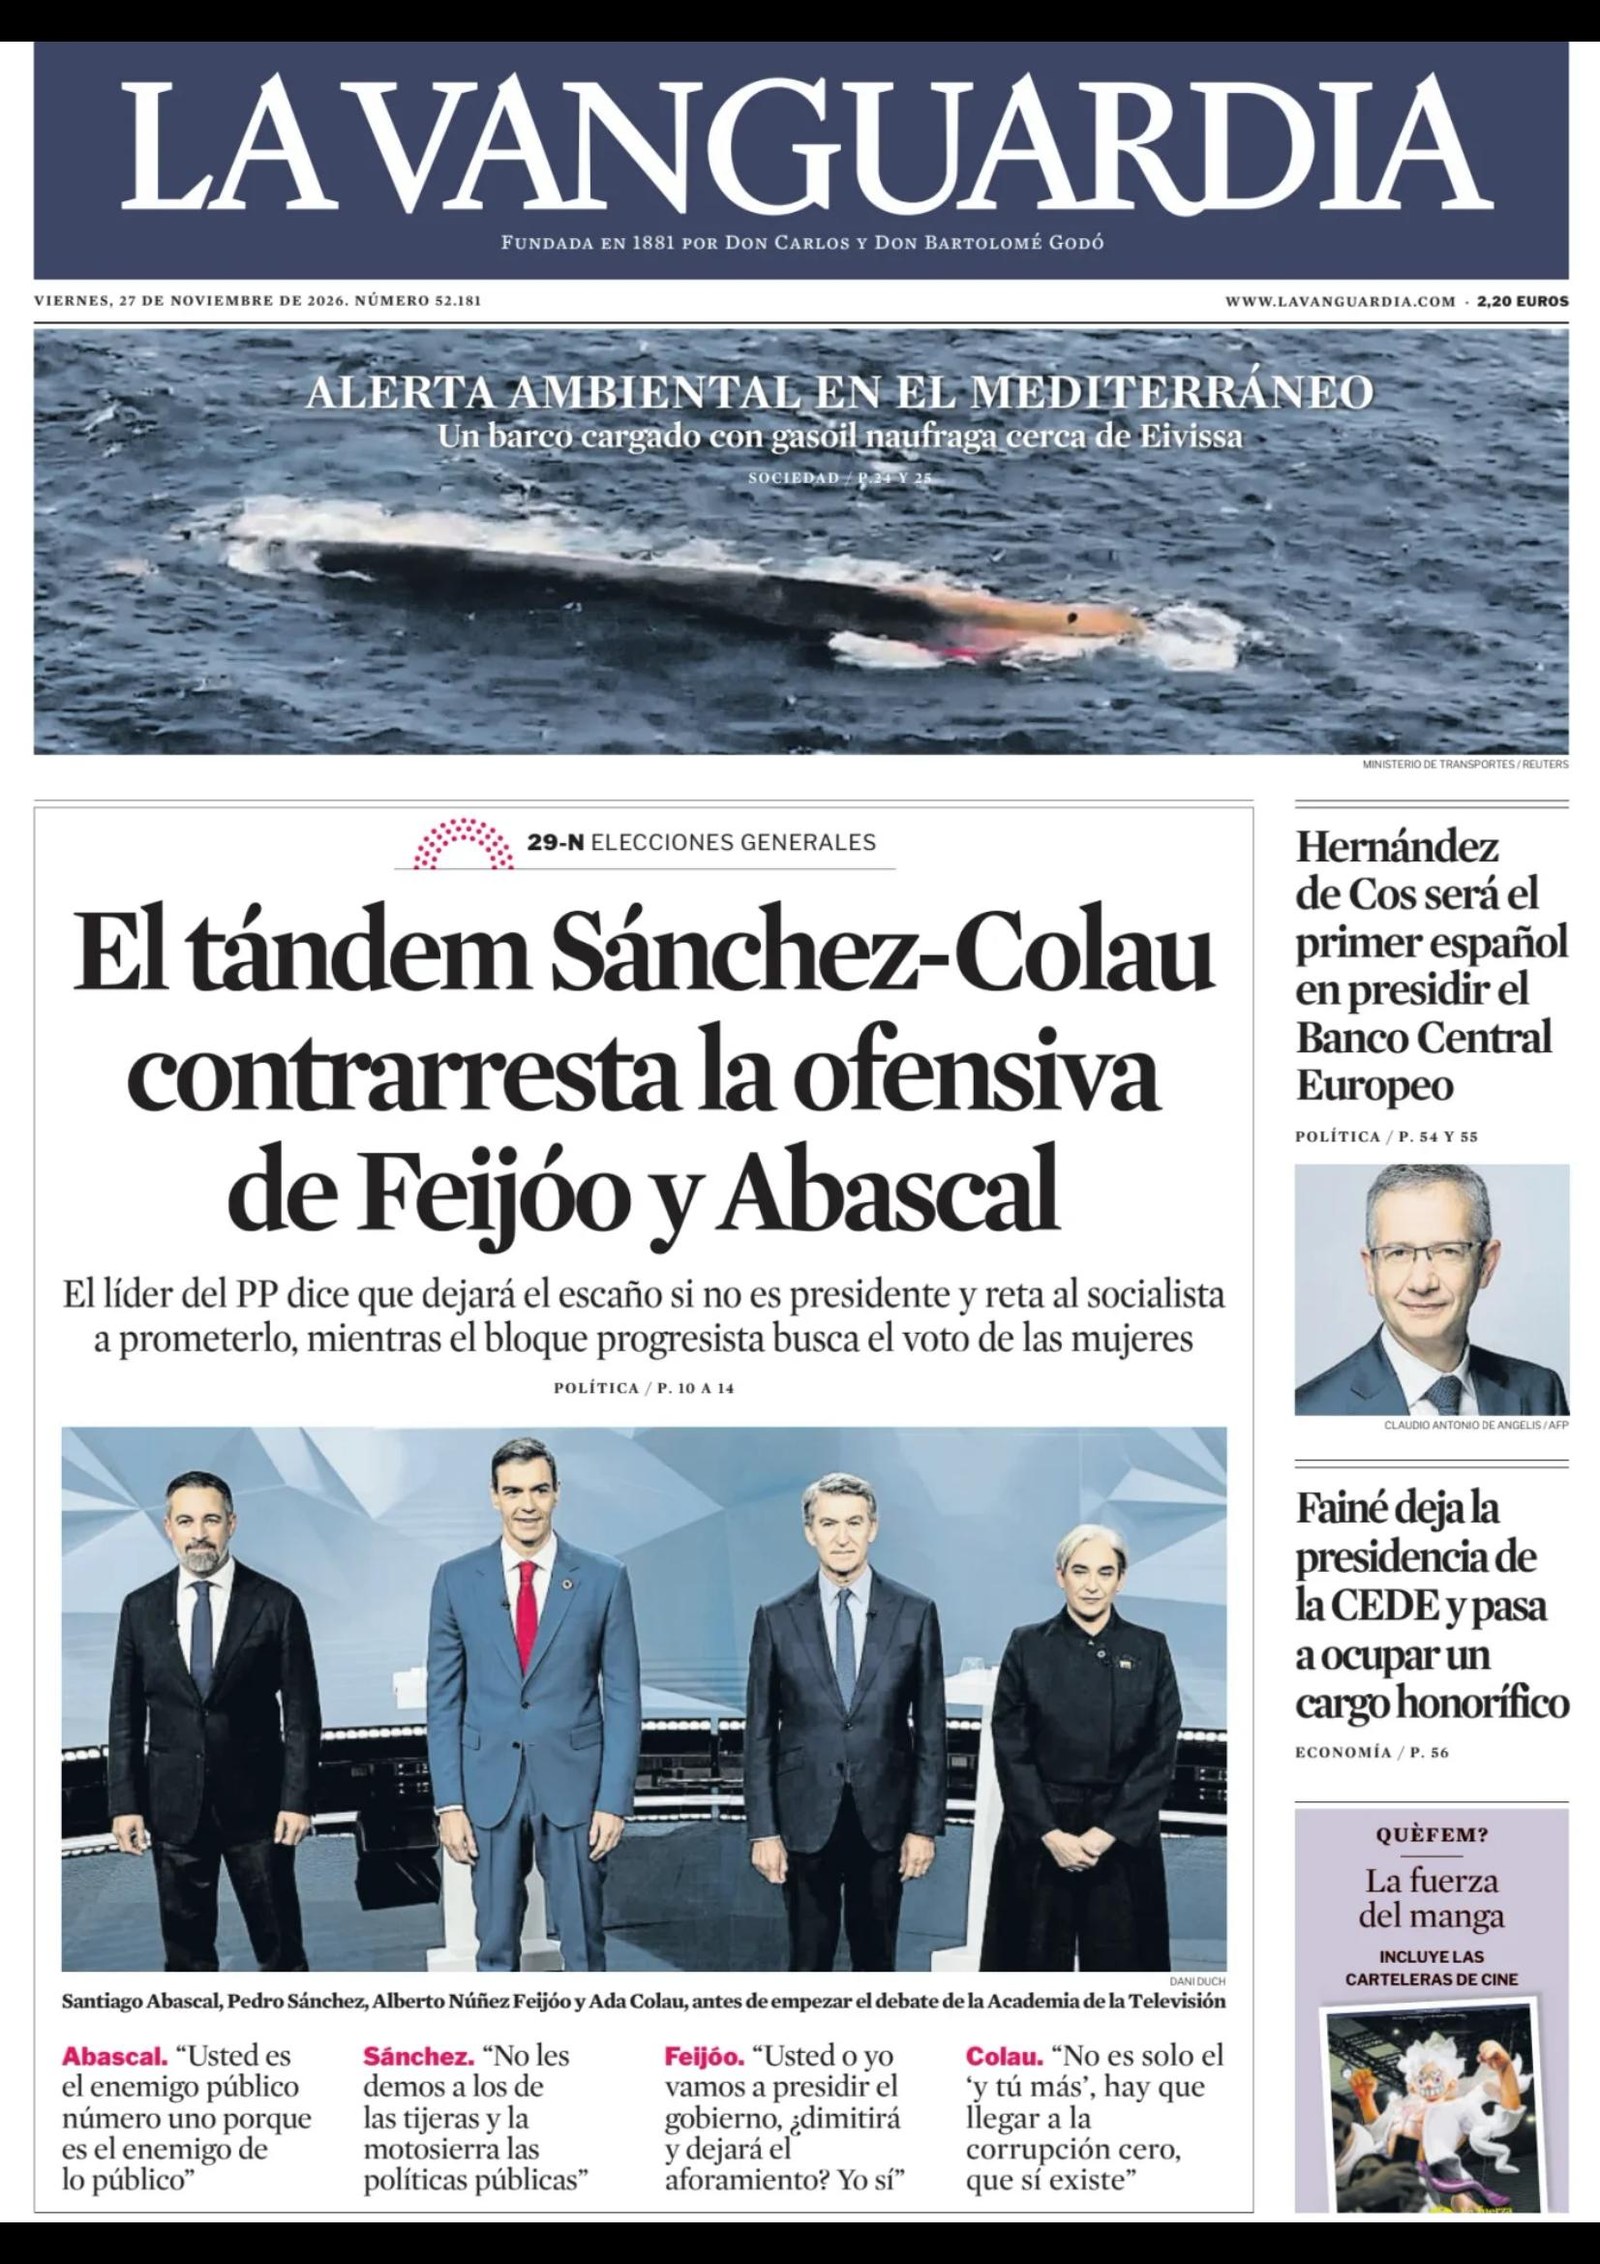 LA VANGUARDIA
FUNDADA EN 1881 POR DON CARLOS Y DON BARTOLOMÉ GODÓ
VIERNES, 27 DE NOVIEMBRE DE 2026. NÚMERO 52.181
WWW.LAVANGUARDIA.COM · 2,20 EUROS
ALERTA AMBIENTAL EN EL MEDITERRÁNEO
Un barco cargado con gasoil naufraga cerca de Eivissa
SOCIEDAD / P.24 Y 25
MINISTERIO DE TRANSPORTES / REUTERS
29-N ELECCIONES GENERALES
El tándem Sánchez-Colau
contrarresta la ofensiva
de Feijóo y Abascal
El líder del PP dice que dejará el escaño si no es presidente y reta al socialista
a prometerlo, mientras el bloque progresista busca el voto de las mujeres
POLÍTICA / P. 10 A 14
DANI DUCH
Santiago Abascal, Pedro Sánchez, Alberto Núñez Feijóo y Ada Colau, antes de empezar el debate de la Academia de la Televisión
Abascal. “Usted es
el enemigo público
número uno porque
es el enemigo de
lo público”
Sánchez. “No les
demos a los de
las tijeras y la
motosierra las
políticas públicas”
Feijóo. “Usted o yo
vamos a presidir el
gobierno, ¿dimitirá
y dejará el
aforamiento? Yo sí”
Colau. “No es solo el
‘y tú más’, hay que
llegar a la
corrupción cero,
que sí existe”
Hernández
de Cos será el
primer español
en presidir el
Banco Central
Europeo
POLÍTICA / P. 54 Y 55
CLAUDIO ANTONIO DE ANGELIS / AFP
Fainé deja la
presidencia de
la CEDE y pasa
a ocupar un
cargo honorífico
ECONOMÍA / P. 56
QUÈFEM?
La fuerza
del manga
INCLUYE LAS
CARTELERAS DE CINE